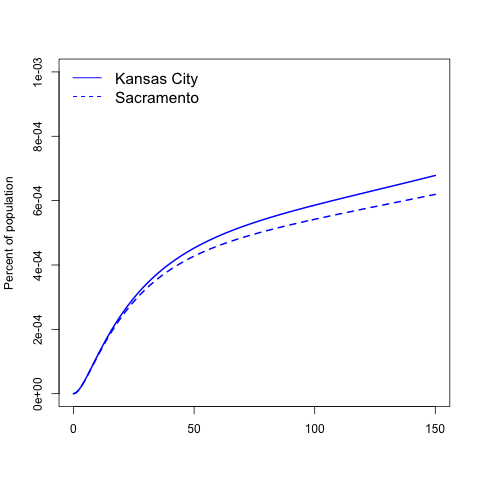 Kansas City
Sacramento
Percent of population
1e-03
8e-04
6e-04
4e-04
2e-04
0e+00
0
50
100
150